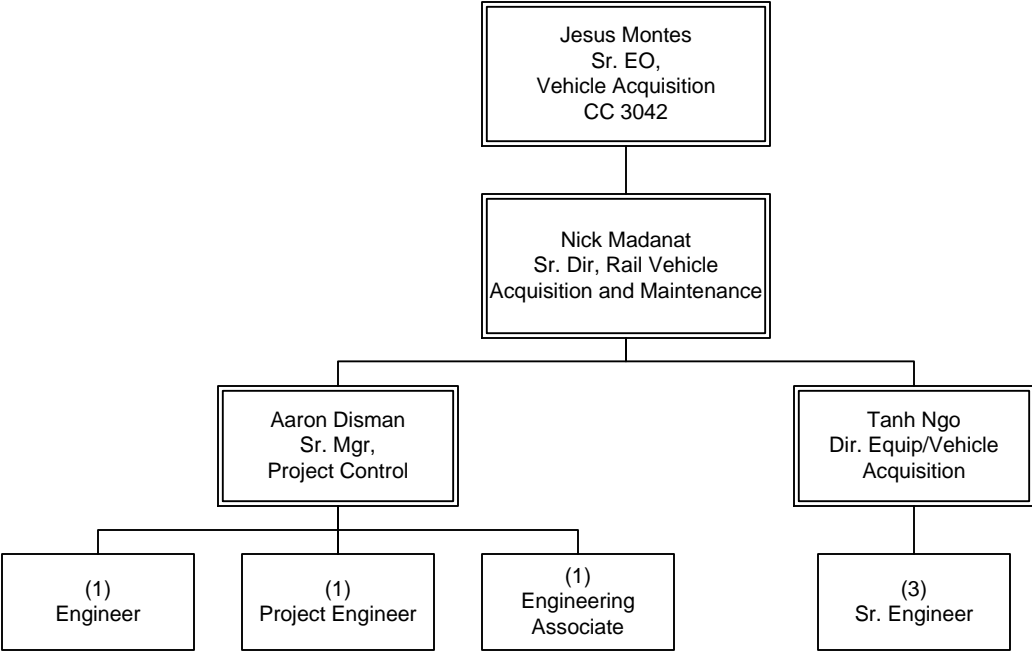 Jesus Montes
Sr. EO,
Vehicle Acquisition
CC 3042
Nick Madanat
Sr. Dir, Rail Vehicle
Acquisition and Maintenance
Aaron Disman
Sr. Mgr,
Project Control
Tanh Ngo
Dir. Equip/Vehicle
Acquisition
(1)
Engineer
(1)
Project Engineer
(1)
Engineering
Associate
(3)
Sr. Engineer